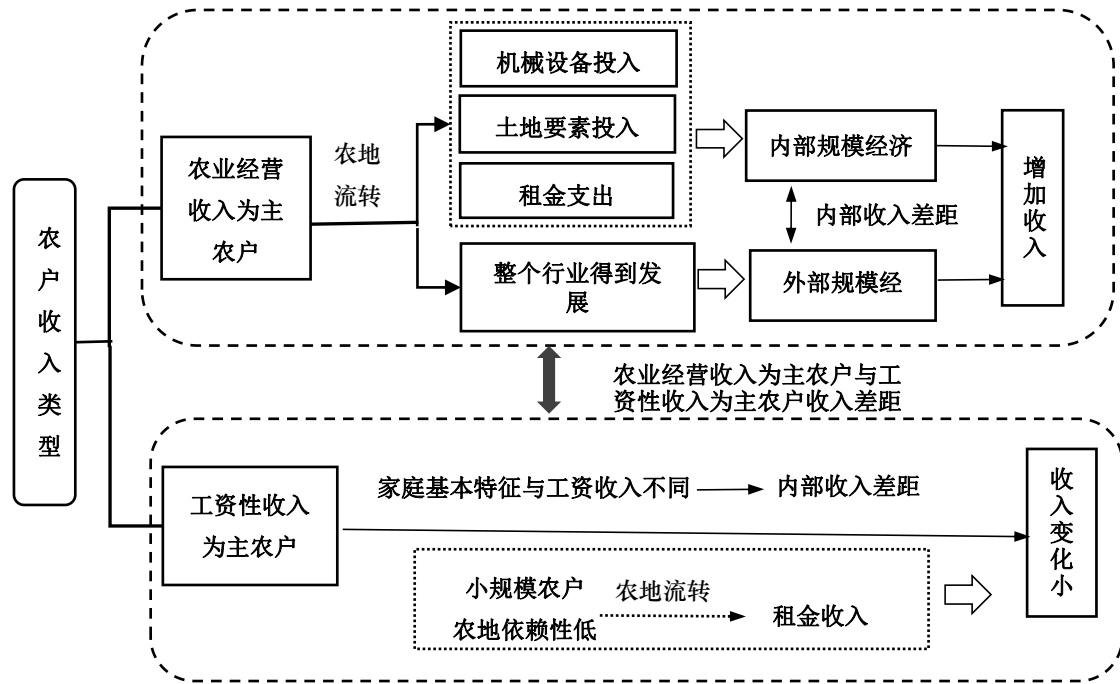 农户收入类型
农业经营
收入为主
农户
农地
流转
机械设备投入
土地要素投入
租金支出
整个行业得到发
展
内部规模经济
内部收入差距
外部规模经
增加收入
农业经营收入为主农户与工
资性收入为主农户收入差距
工资性收入
为主农户
家庭基本特征与工资收入不同
内部收入差距
小规模农户
农地依赖性低
农地流转
租金收入
收入变化小